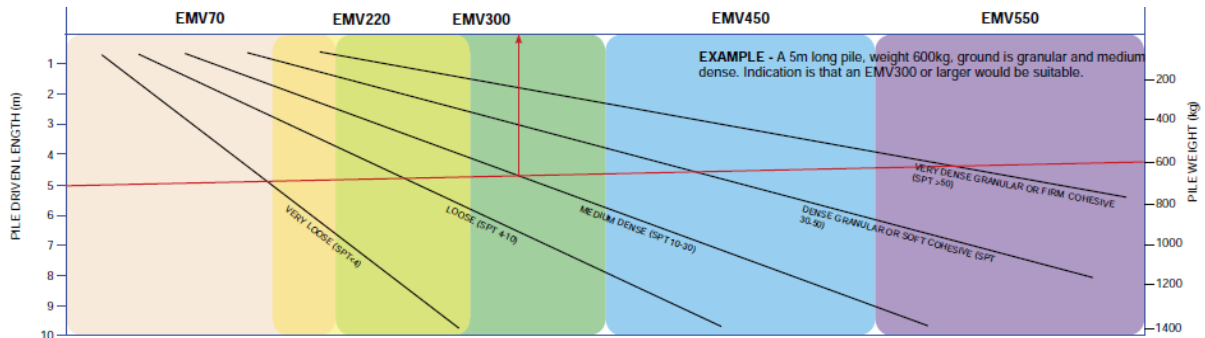 EMV70 EMV220 EMV300 EMV450 EMV550
EXAMPLE - A 5m long pile, weight 600kg, ground is granular and medium
dense. Indication is that an EMV300 or larger would be suitable.
PILE DRIVEN LENGTH (m)
1
2
3
4
5
6
7
8
9
10
VERY LOOSE (SPT<4)
LOOSE (SPT 4-10)
MEDIUM DENSE (SPT 10-30)
DENSE GRANULAR OR SOFT COHESIVE (SPT
30-50)
VERY DENSE GRANULAR OR FIRM COHESIVE
(SPT >50)
200
400
600
800
1000
1200
1400
PILE WEIGHT (kg)